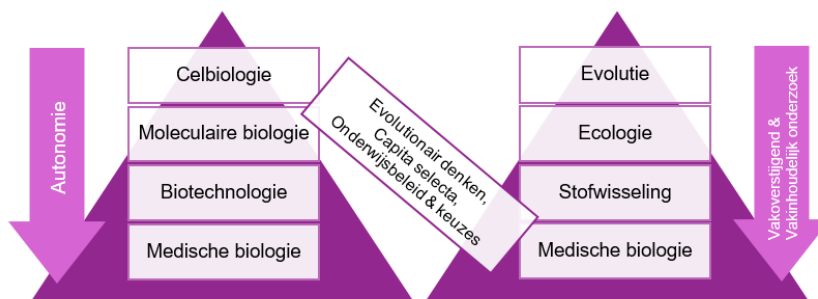 Autonomie
Celbiologie
Moleculaire biologie
Biotechnologie
Medische biologie
Evolutionair denken,
Capita selecta,
Onderwijsbeleid & keuzes
Evolutie
Ecologie
Stofwisseling
Medische biologie
Vakoverstijgend &
Vakinhoudelijk onderzoek